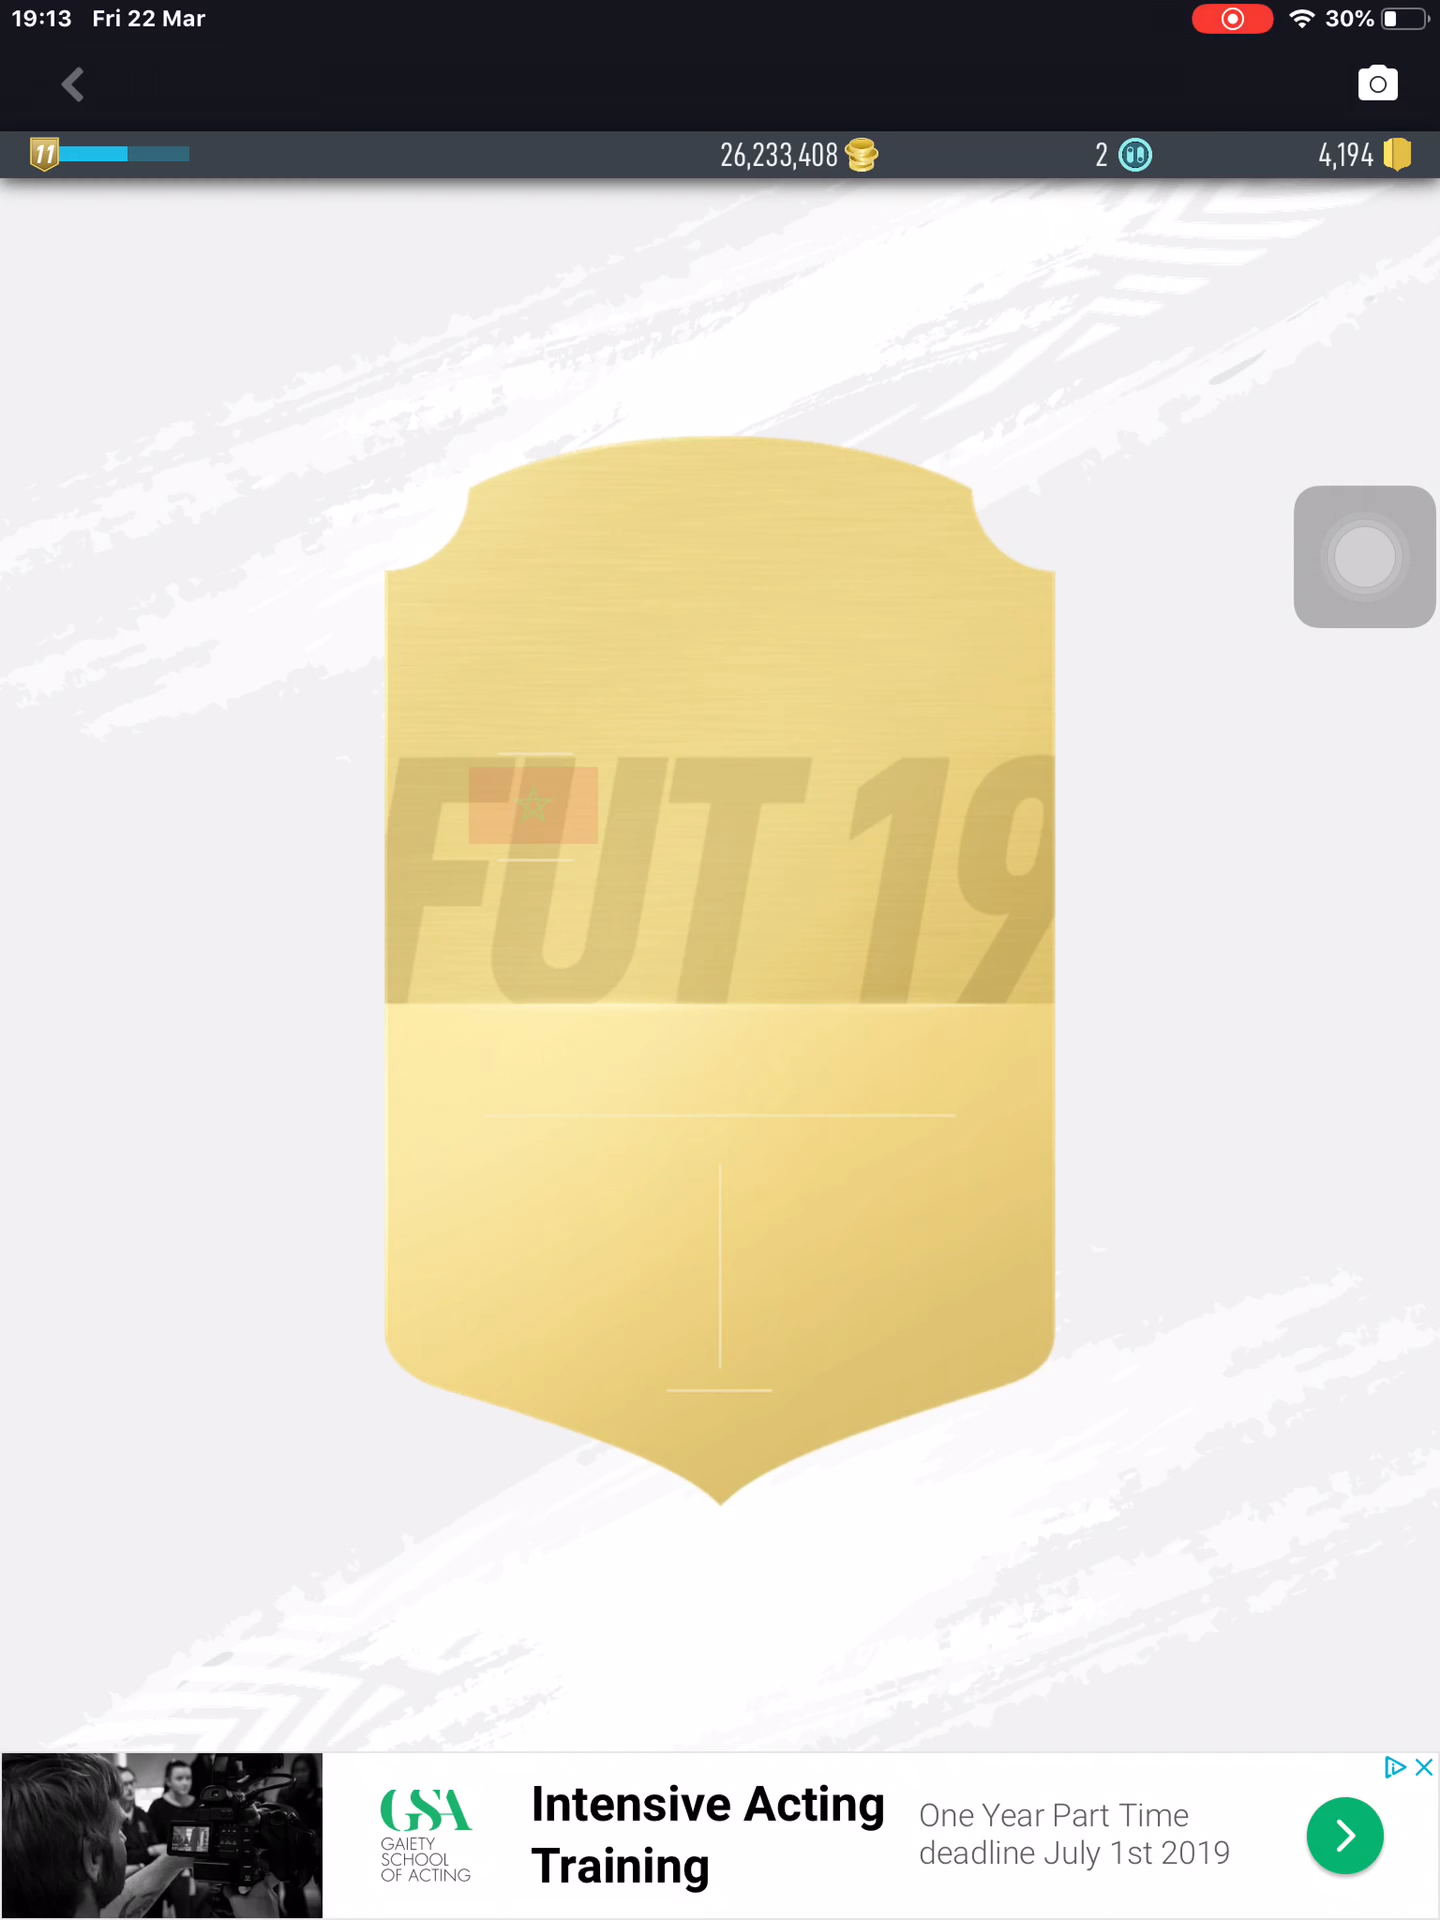 19:13 Fri 22 Mar
30%
11
26,233,408
2
4,194
FUT 19
GSA
GAIETY
SCHOOL
OF ACTING
Intensive Acting
Training
One Year Part Time
deadline July 1st 2019